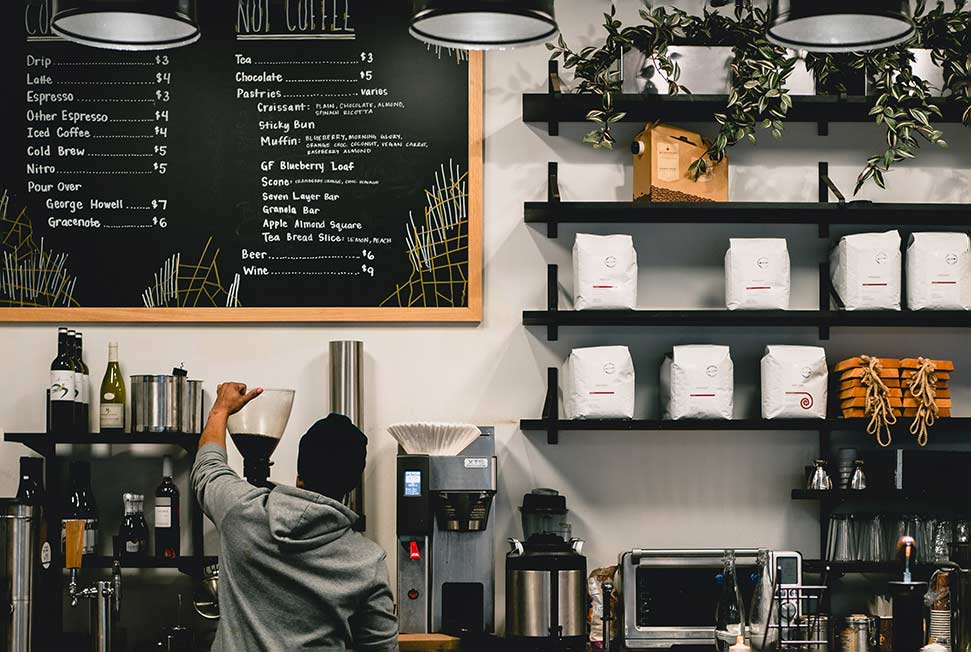 NOT COFFEE
Drip $3
Latte $4
Espresso $3
Other Espresso $4
Iced Coffee $4
Cold Brew $5
Nitro $5
Pour Over
George Howell $7
Gracenote $6
Tea $3
Chocolate $5
Pastries varios
Croissant: PLAIN, CHOCOLATE, ALMOND,
SPINACH RICOTTA
Sticky Bun
Muffin: BLUEBERRY, MORNING GLORY,
ORANGE CHOC. COCONUT, VEGAN CARROT,
RASPBERRY ALMOND
GF Blueberry Loaf
Scone:
Seven Layer Bar
Granola Bar
Apple Almond Square
Tea Bread Slice: LEMON, PEACH
Beer $6
Wine $9